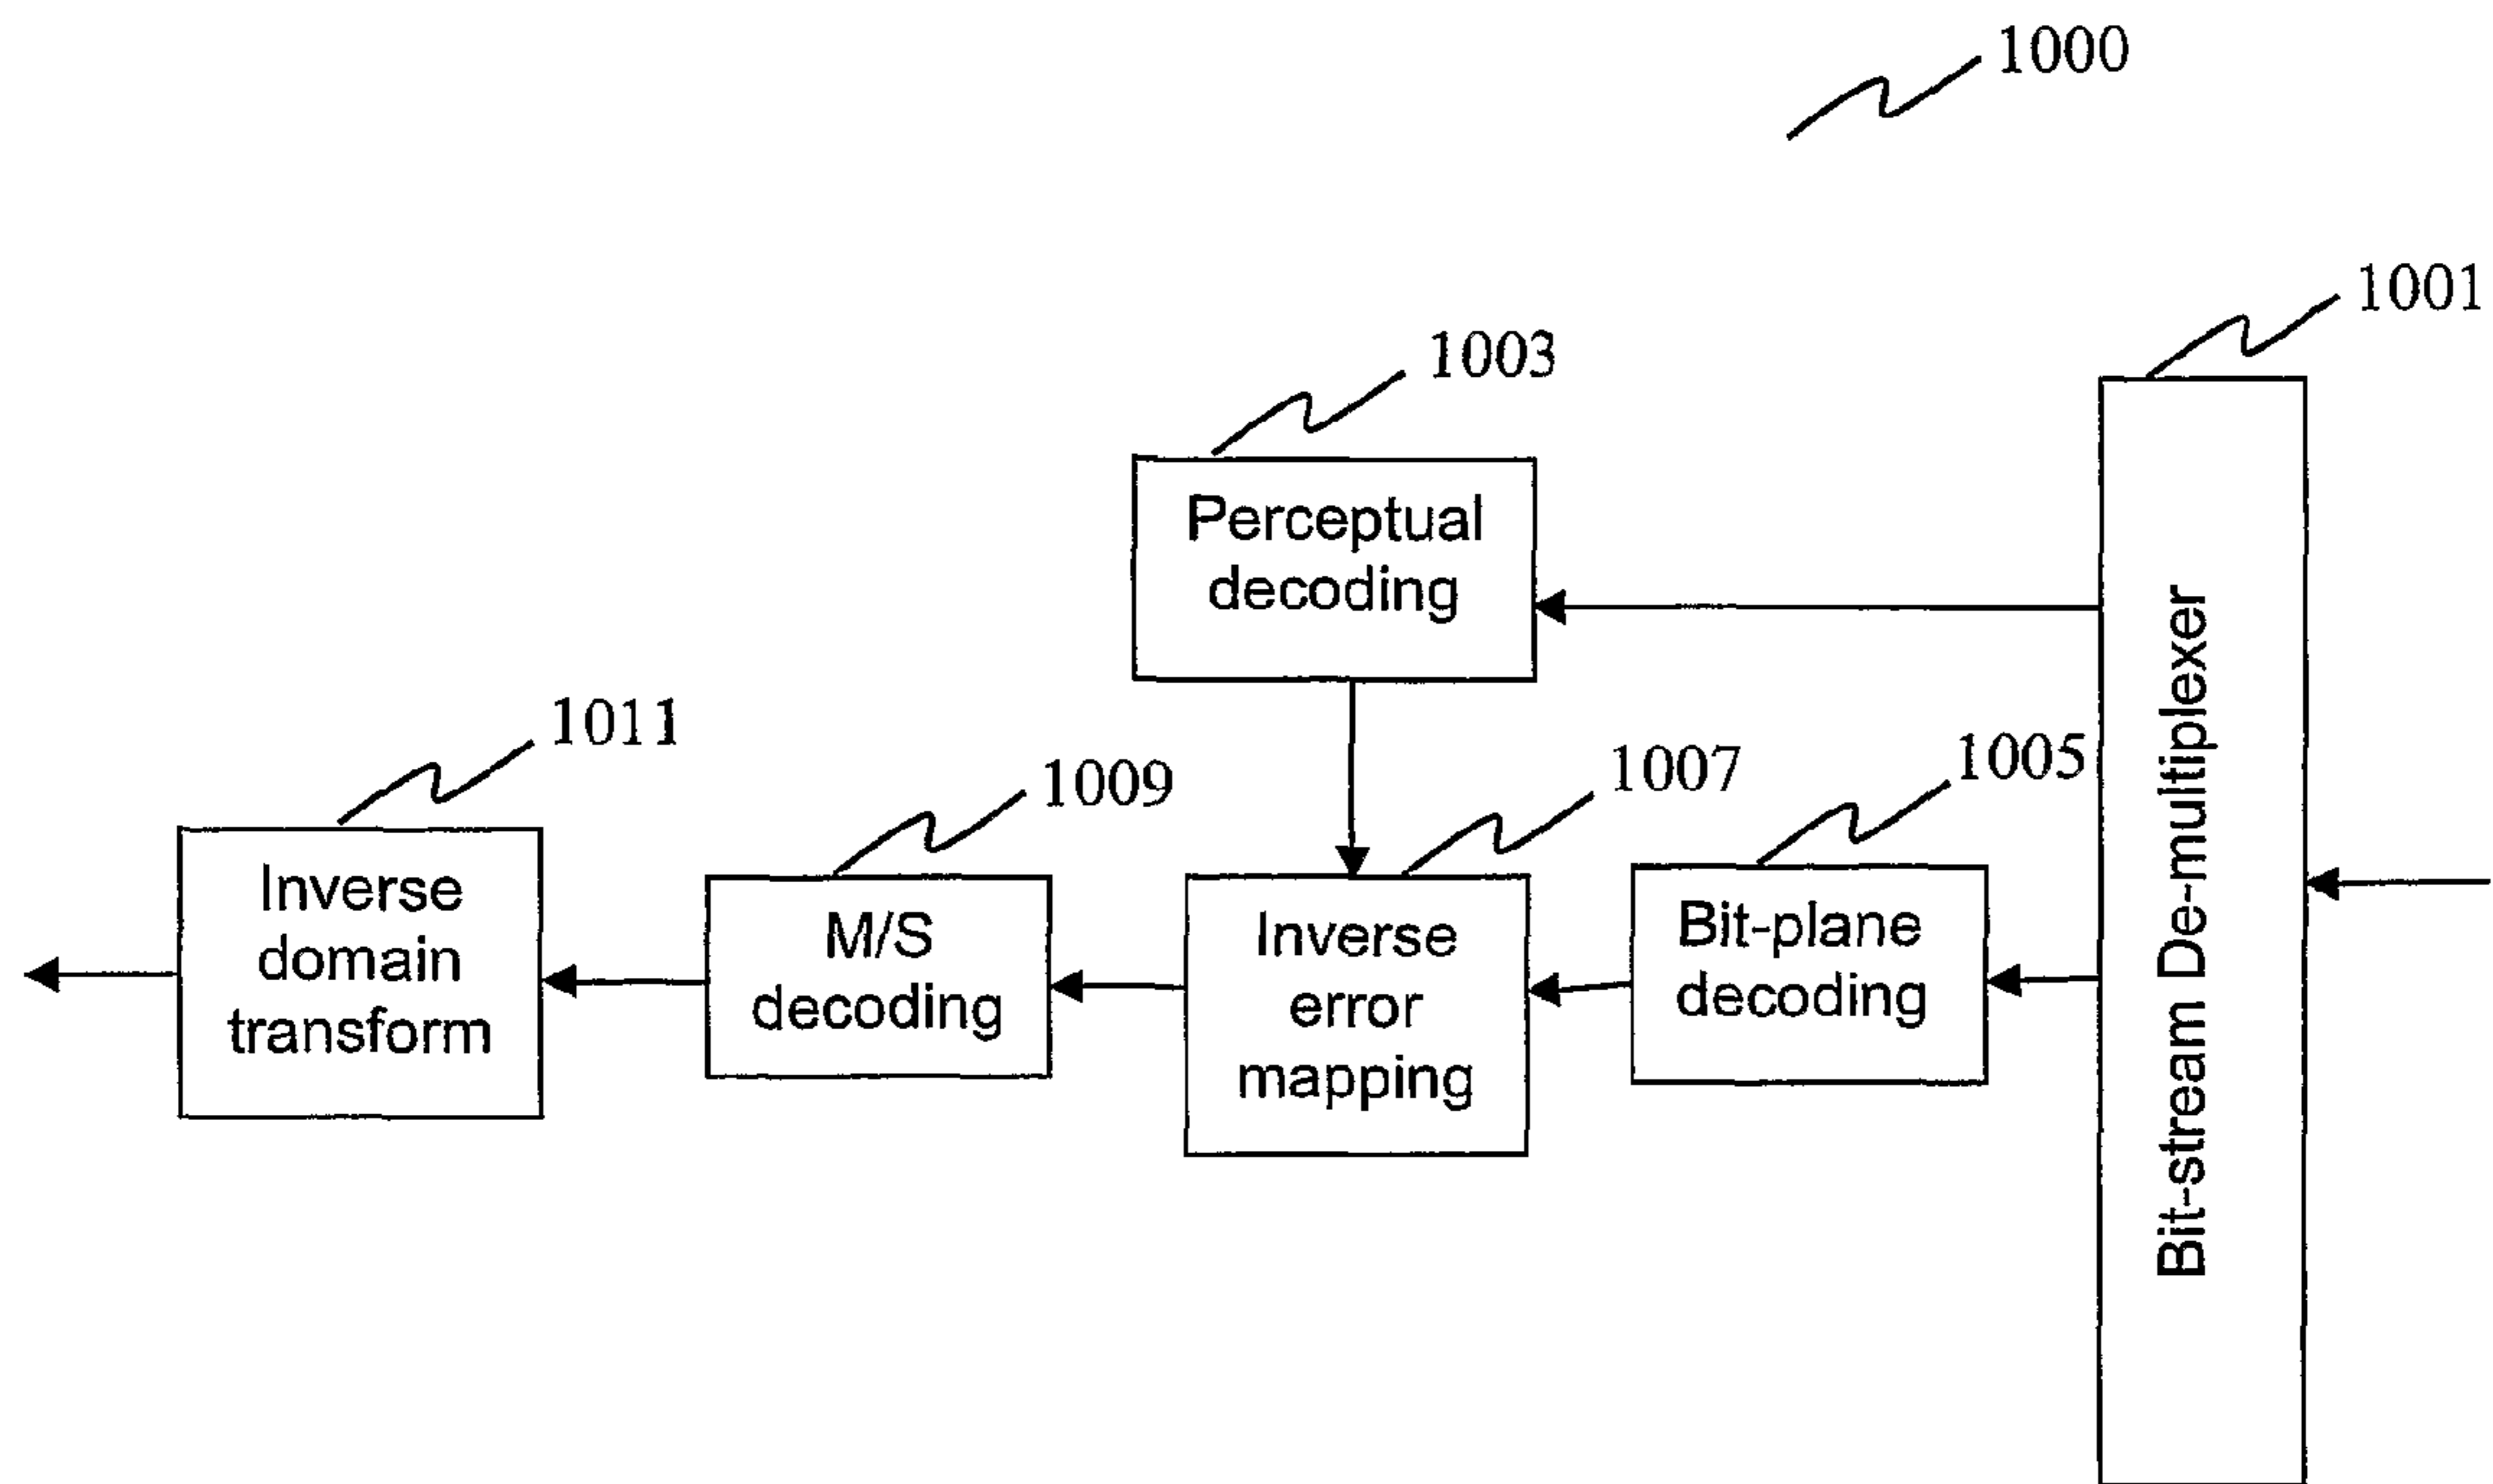 1000
1001
1003
Perceptual
decoding
1011
1009
1007
1005
Inverse
domain
transform
M/S
decoding
Inverse
error
mapping
Bit-plane
decoding
Bit-stream De-multiplexer